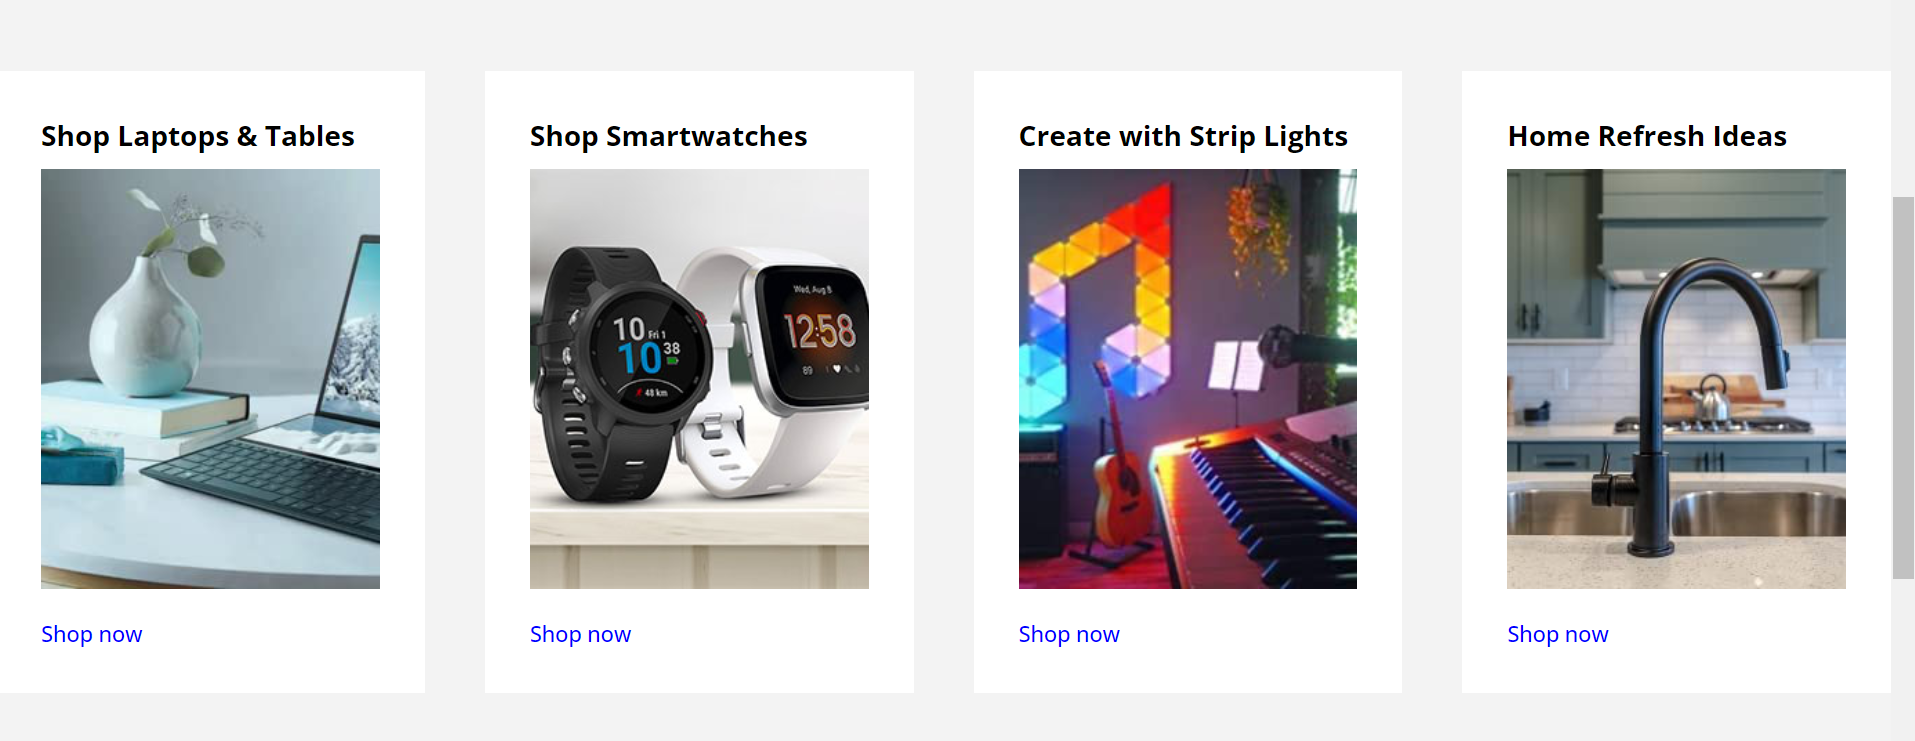 Shop Laptops & Tables
Shop Smartwatches
Create with Strip Lights
Home Refresh Ideas
10 Fri 1
10 38
48 km
Wed, Aug 8
12:58
89
Shop now
Shop now
Shop now
Shop now